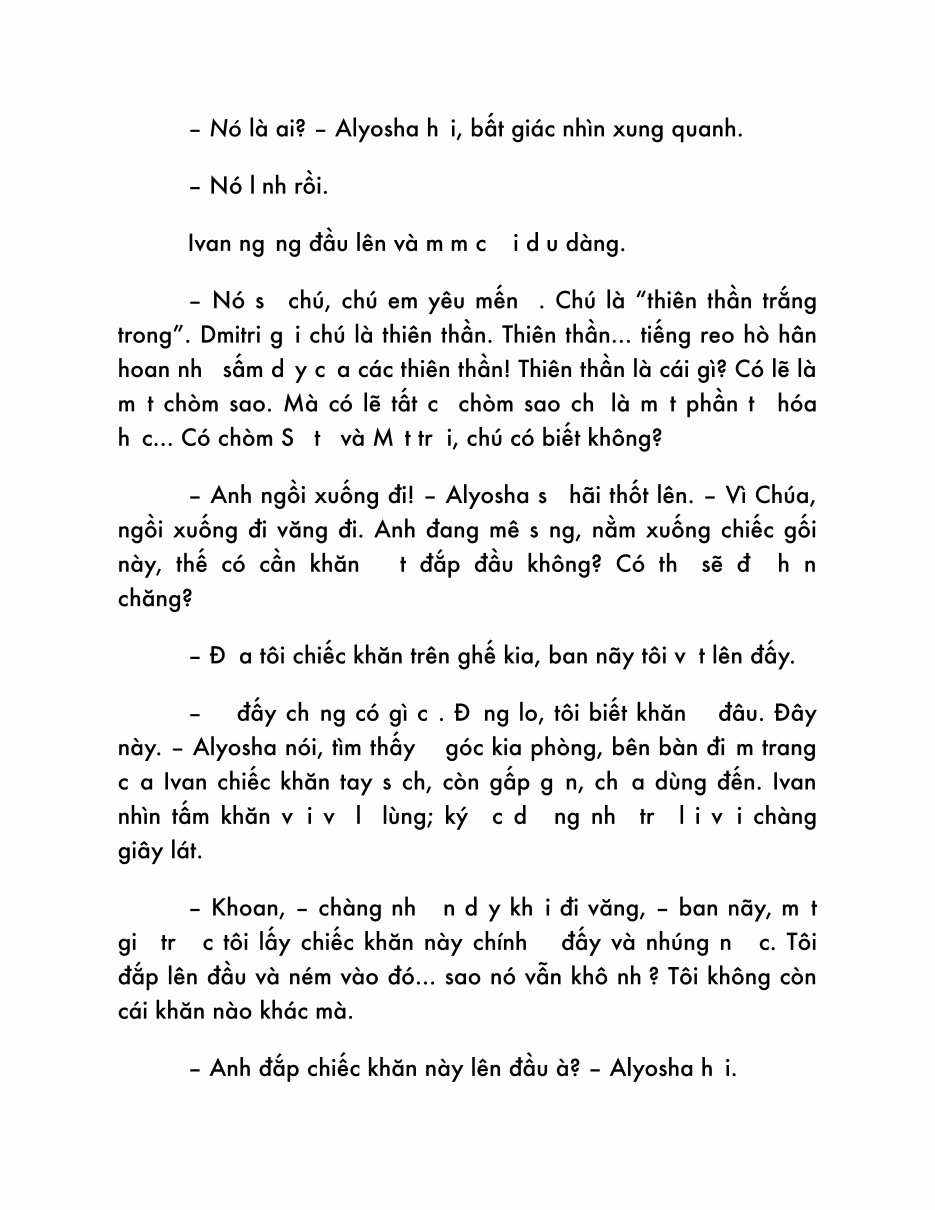 – Nó là ai? – Alyosha h i, bất giác nhìn xung quanh.
– Nó l nh rồi.
Ivan ng ng đầu lên và m m c i d u dàng.
– Nó s chú, chú em yêu mến . Chú là “thiên thần trắng
trong”. Dmitri g i chú là thiên thần. Thiên thần... tiếng reo hò hân
hoan nh sấm d y c a các thiên thần! Thiên thần là cái gì? Có lẽ là
m t chòm sao. Mà có lẽ tất c chòm sao ch là m t phần t hóa
h c... Có chòm S t và M t tr i, chú có biết không?
– Anh ngồi xuống đi! – Alyosha s hãi thốt lên. – Vì Chúa,
ngồi xuống đi văng đi. Anh đang mê s ng, nằm xuống chiếc gối
này, thế có cần khăn t đắp đầu không? Có th sẽ đ h n
chăng?
– Đ a tôi chiếc khăn trên ghế kia, ban nãy tôi v t lên đấy.
– đấy ch ng có gì c . Đ ng lo, tôi biết khăn đâu. Đây
này. – Alyosha nói, tìm thấy góc kia phòng, bên bàn đi m trang
c a Ivan chiếc khăn tay s ch, còn gấp g n, ch a dùng đến. Ivan
nhìn tấm khăn v i v l lùng; ký c d ng nh tr l i v i chàng
giây lát.
– Khoan, – chàng nh n d y kh i đi văng, – ban nãy, m t
gi tr c tôi lấy chiếc khăn này chính đấy và nhúng n c. Tôi
đắp lên đầu và ném vào đó... sao nó vẫn khô nh ? Tôi không còn
cái khăn nào khác mà.
– Anh đắp chiếc khăn này lên đầu à? – Alyosha h i.